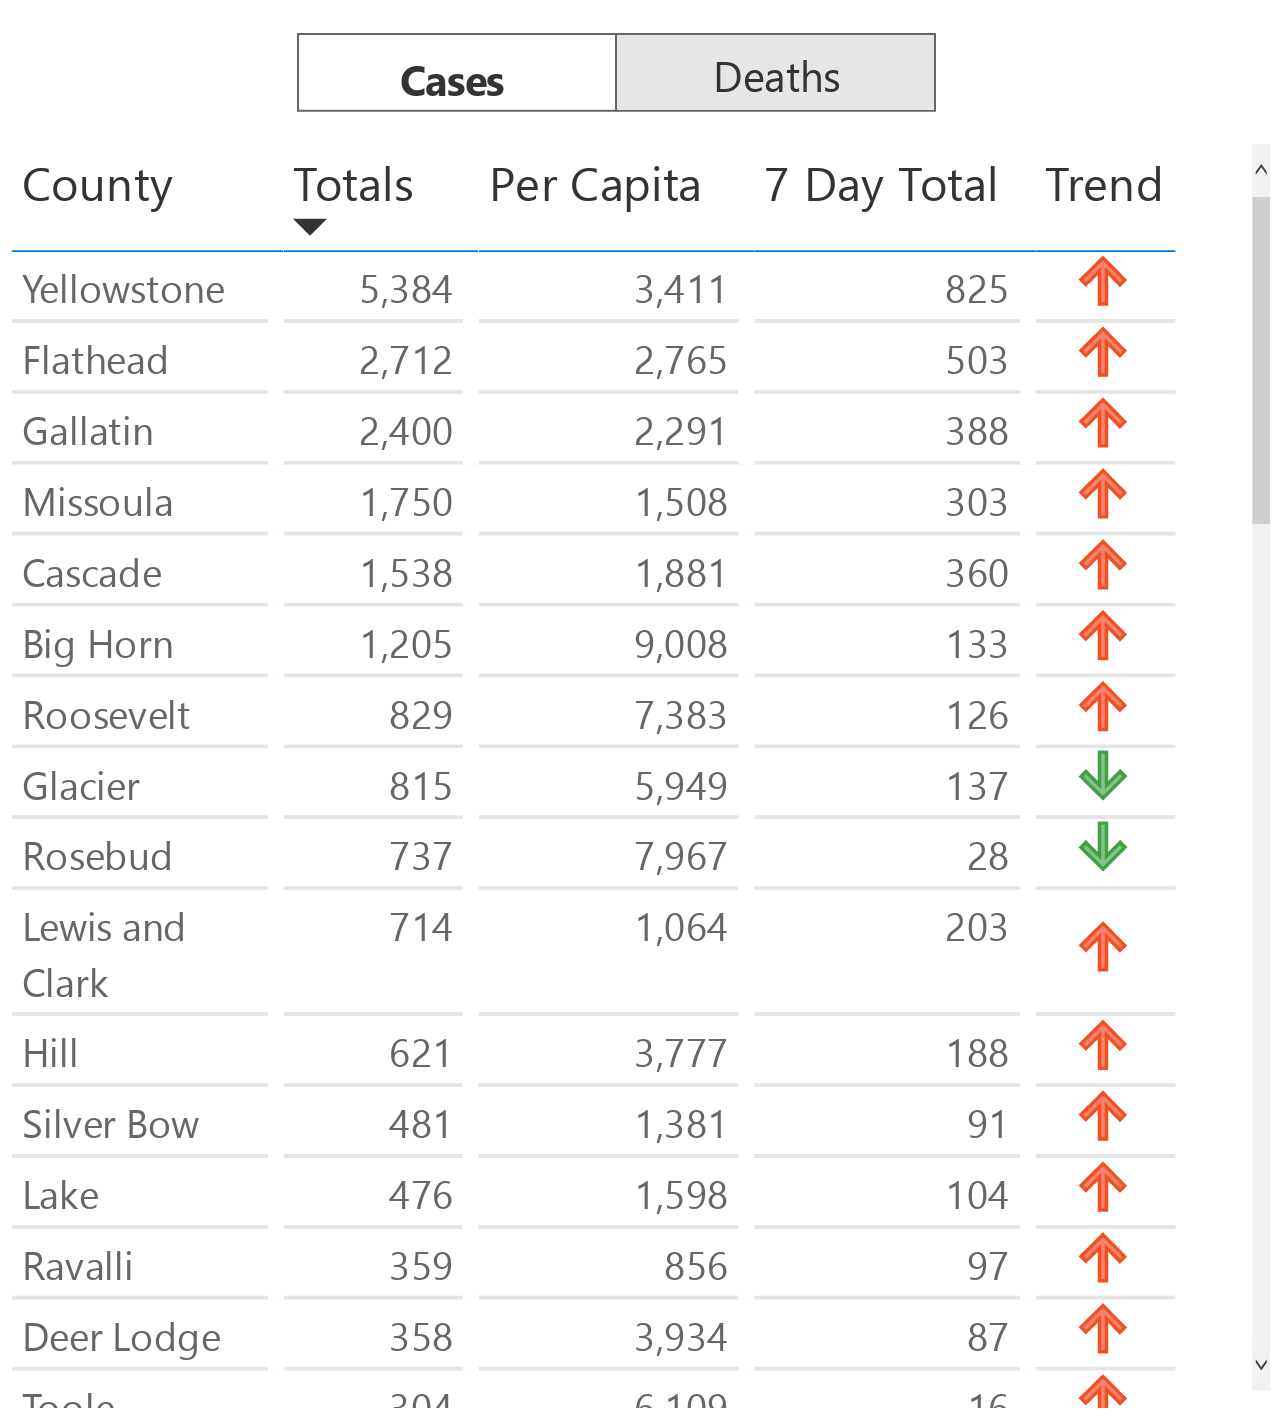 Cases Deaths
County Totals Per Capita 7 Day Total Trend
Yellowstone 5,384 3,411 825
Flathead 2,712 2,765 503
Gallatin 2,400 2,291 388
Missoula 1,750 1,508 303
Cascade 1,538 1,881 360
Big Horn 1,205 9,008 133
Roosevelt 829 7,383 126
Glacier 815 5,949 137
Rosebud 737 7,967 28
Lewis and 714 1,064 203
Clark
Hill 621 3,777 188
Silver Bow 481 1,381 91
Lake 476 1,598 104
Ravalli 359 856 97
Deer Lodge 358 3,934 87
Toole 304 6,109 16